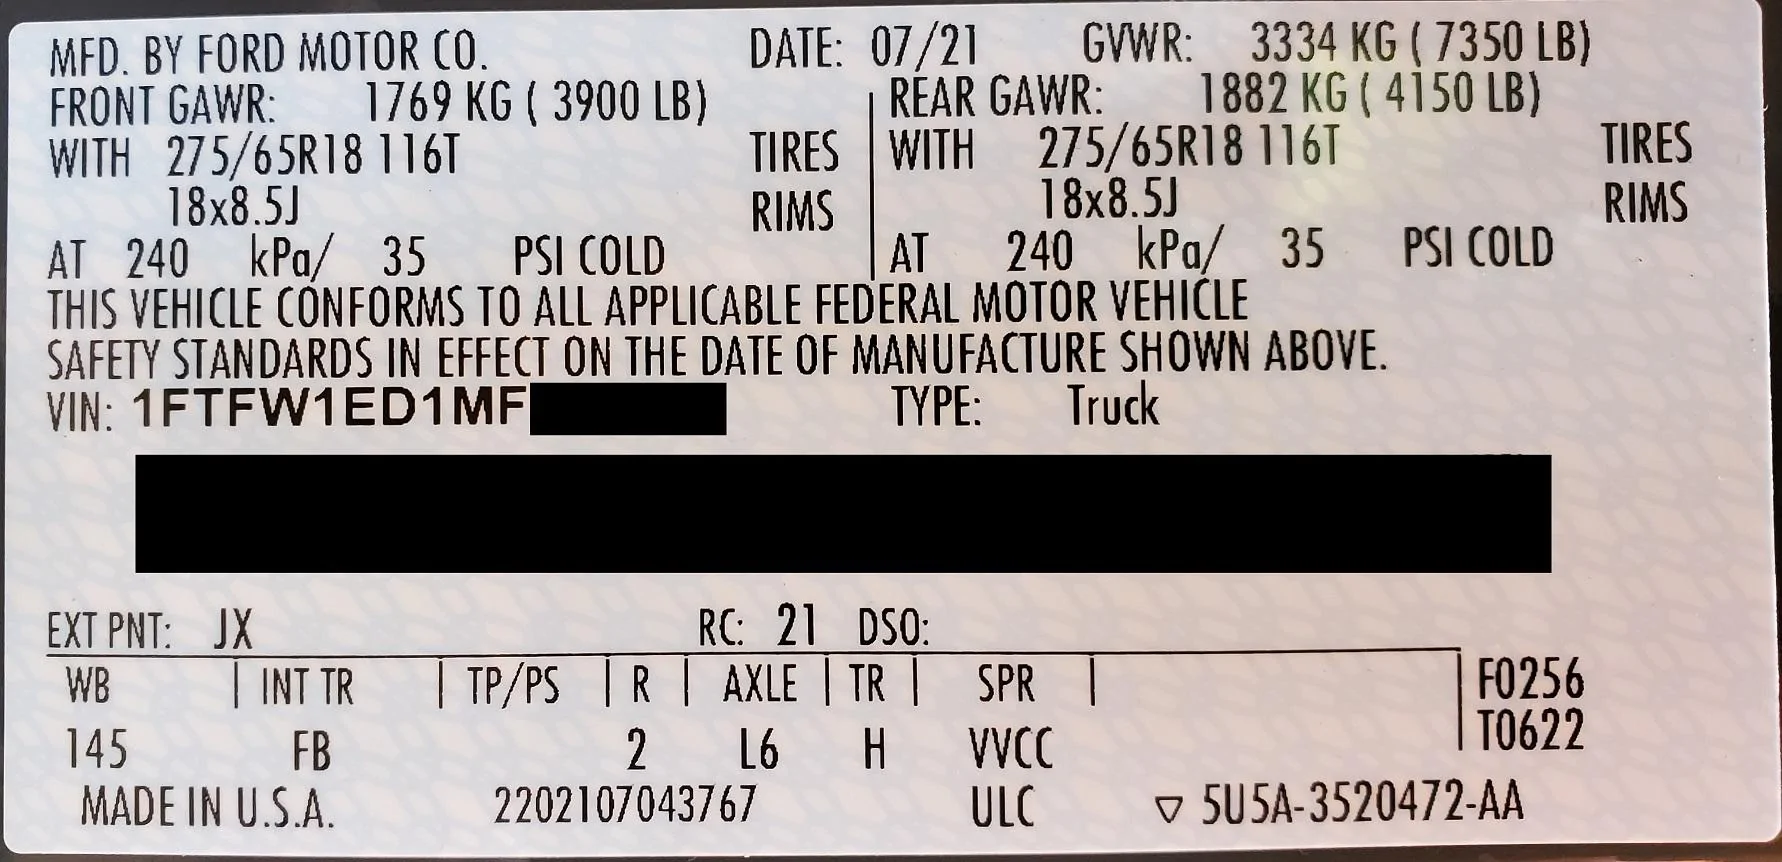 MFD. BY FORD MOTOR CO. DATE: 07/21 GVWR: 3334 KG ( 7350 LB)
FRONT GAWR: 1769 KG ( 3900 LB) REAR GAWR: 1882 KG ( 4150 LB)
WITH 275/65R18 116T TIRES WITH 275/65R18 116T TIRES
18x8.5J RIMS 18x8.5J RIMS
AT 240 kPa/ 35 PSI COLD AT 240 kPa/ 35 PSI COLD
THIS VEHICLE CONFORMS TO ALL APPLICABLE FEDERAL MOTOR VEHICLE
SAFETY STANDARDS IN EFFECT ON THE DATE OF MANUFACTURE SHOWN ABOVE.
VIN: 1FTFW1ED1MF TYPE: Truck
EXT PNT: JX RC: 21 DSO:
WB INT TR TP/PS R AXLE TR SPR F0256
145 FB 2 L6 H VVCC T0622
MADE IN U.S.A. 2202107043767 ULC ▽ 5U5A-3520472-AA